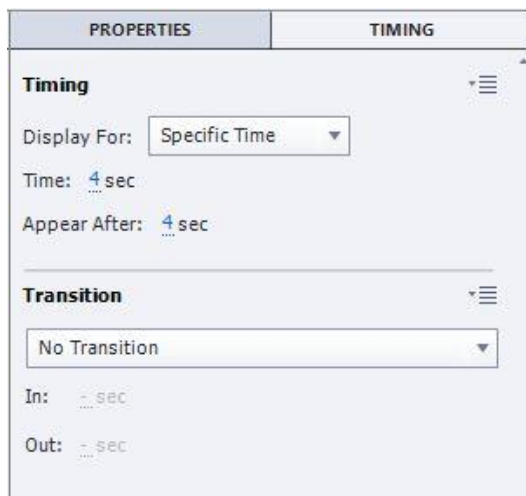 PROPERTIES TIMING
Timing
Display For: Specific Time
Time: 4 sec
Appear After: 4 sec
Transition
No Transition
In: - sec
Out: - sec